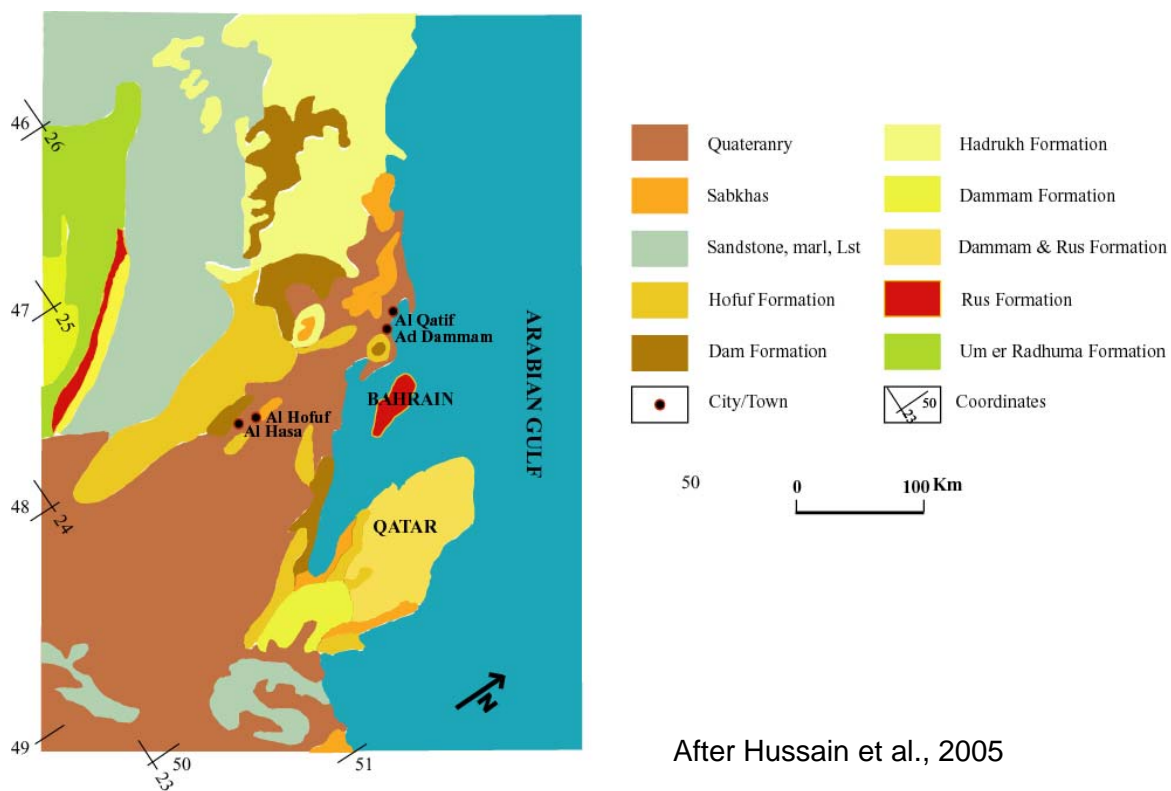 46
26
47
25
48
24
49
23
50
51
Al Qatif
Ad Dammam
BAHRAIN
Al Hofuf
Al Hasa
QATAR
ARABIAN GULF
N
Quateranry
Sabkhas
Sandstone, marl, Lst
Hofuf Formation
Dam Formation
City/Town
Hadrukh Formation
Dammam Formation
Dammam & Rus Formation
Rus Formation
Um er Radhuma Formation
50
23
Coordinates
50
0
100 Km
After Hussain et al., 2005